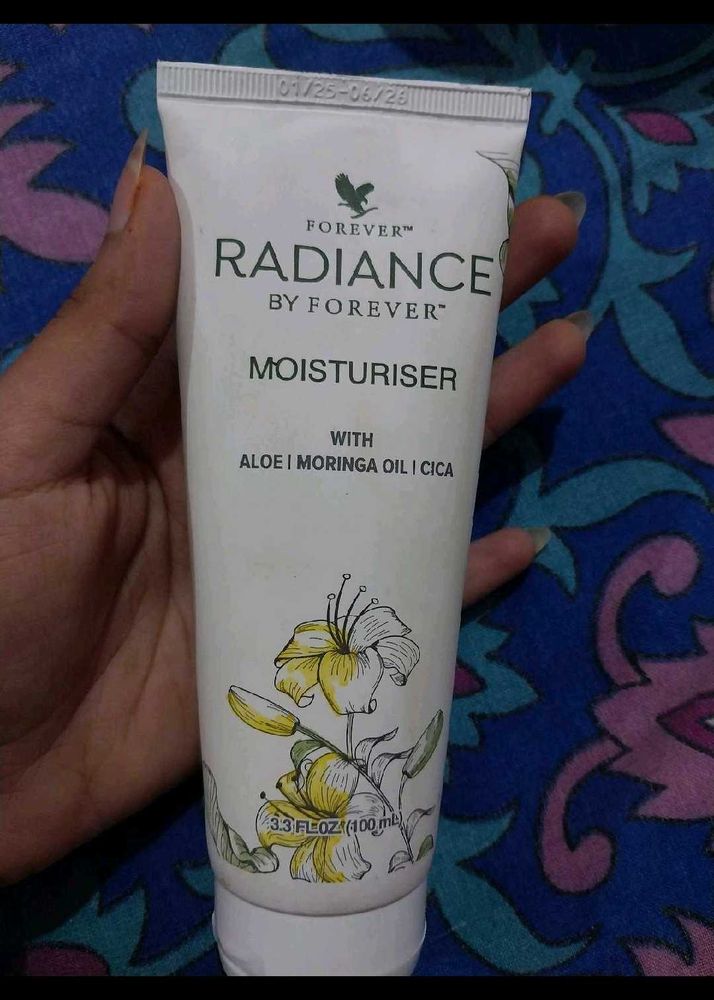 01/25-06/26
FOREVER™
RADIANCE
BY FOREVER™
MOISTURISER
WITH
ALOE | MORINGA OIL | CICA
3.3 FL.OZ. (100 mL)